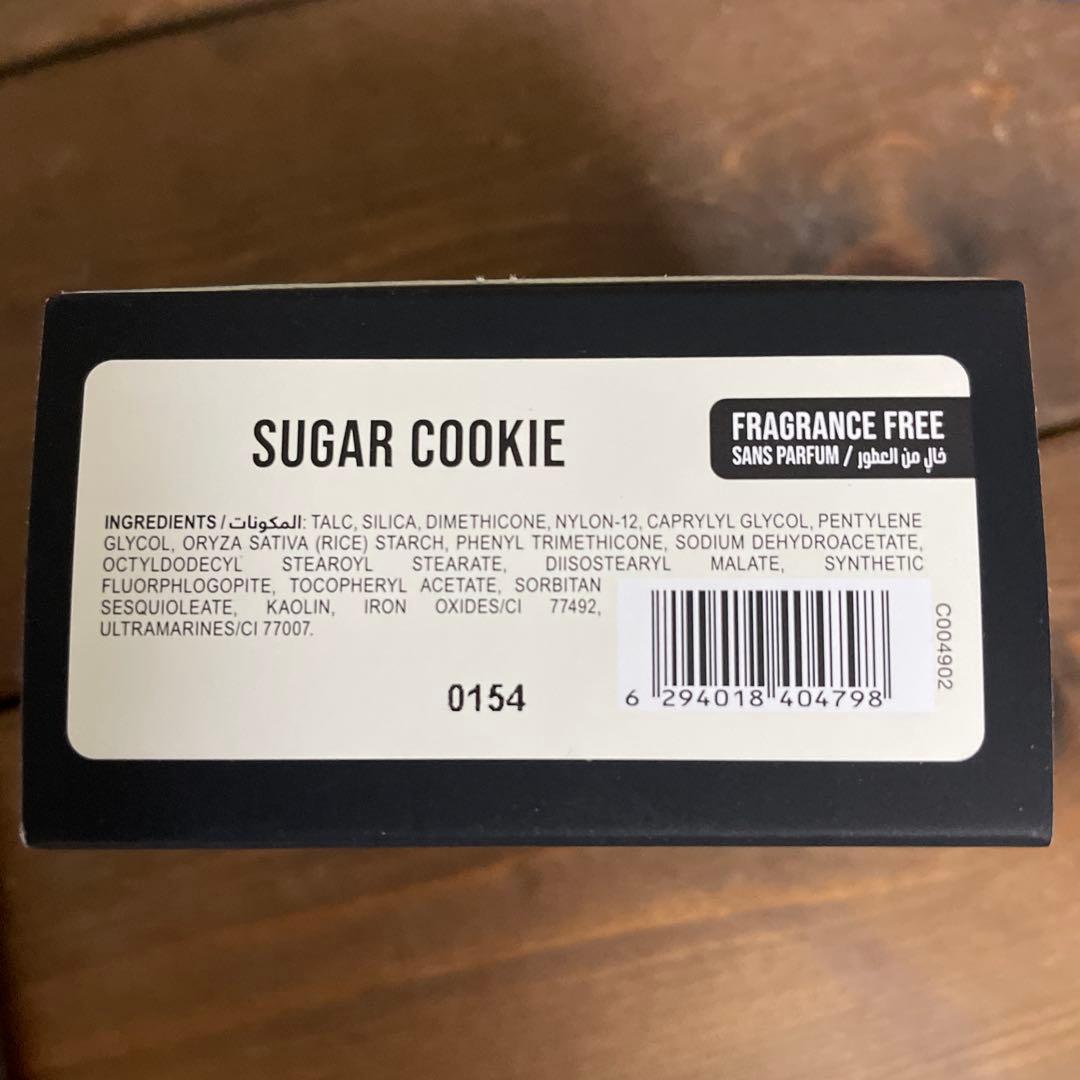 SUGAR COOKIE
FRAGRANCE FREE
SANS PARFUM / خالٍ من العطور
INGREDIENTS / المكونات: TALC, SILICA, DIMETHICONE, NYLON-12, CAPRYLYL GLYCOL, PENTYLENE
GLYCOL, ORYZA SATIVA (RICE) STARCH, PHENYL TRIMETHICONE, SODIUM DEHYDROACETATE,
OCTYLDODECYL STEAROYL STEARATE, DIISOSTEARYL MALATE, SYNTHETIC
FLUORPHLOGOPITE, TOCOPHERYL ACETATE, SORBITAN
SESQUIOLEATE, KAOLIN, IRON OXIDES/CI 77492,
ULTRAMARINES/CI 77007.
0154
6 294018 404798
C004902